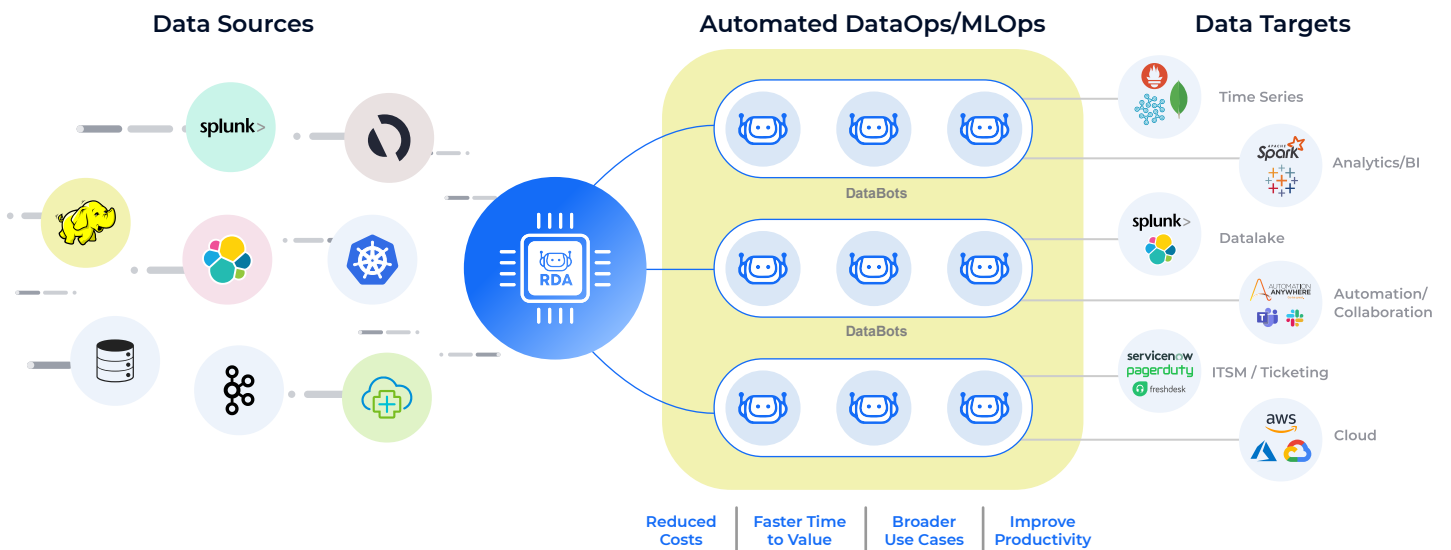 Data Sources
Automated DataOps/MLOps
Data Targets
splunk>
RDA
DataBots
DataBots
Time Series
APACHE
Spark
Analytics/BI
splunk>
Datalake
AUTOMATION
ANYWHERE
T
Automation/
Collaboration
servicenow
pagerduty
freshdesk
ITSM / Ticketing
aws
Cloud
Reduced
Costs
Faster Time
to Value
Broader
Use Cases
Improve
Productivity